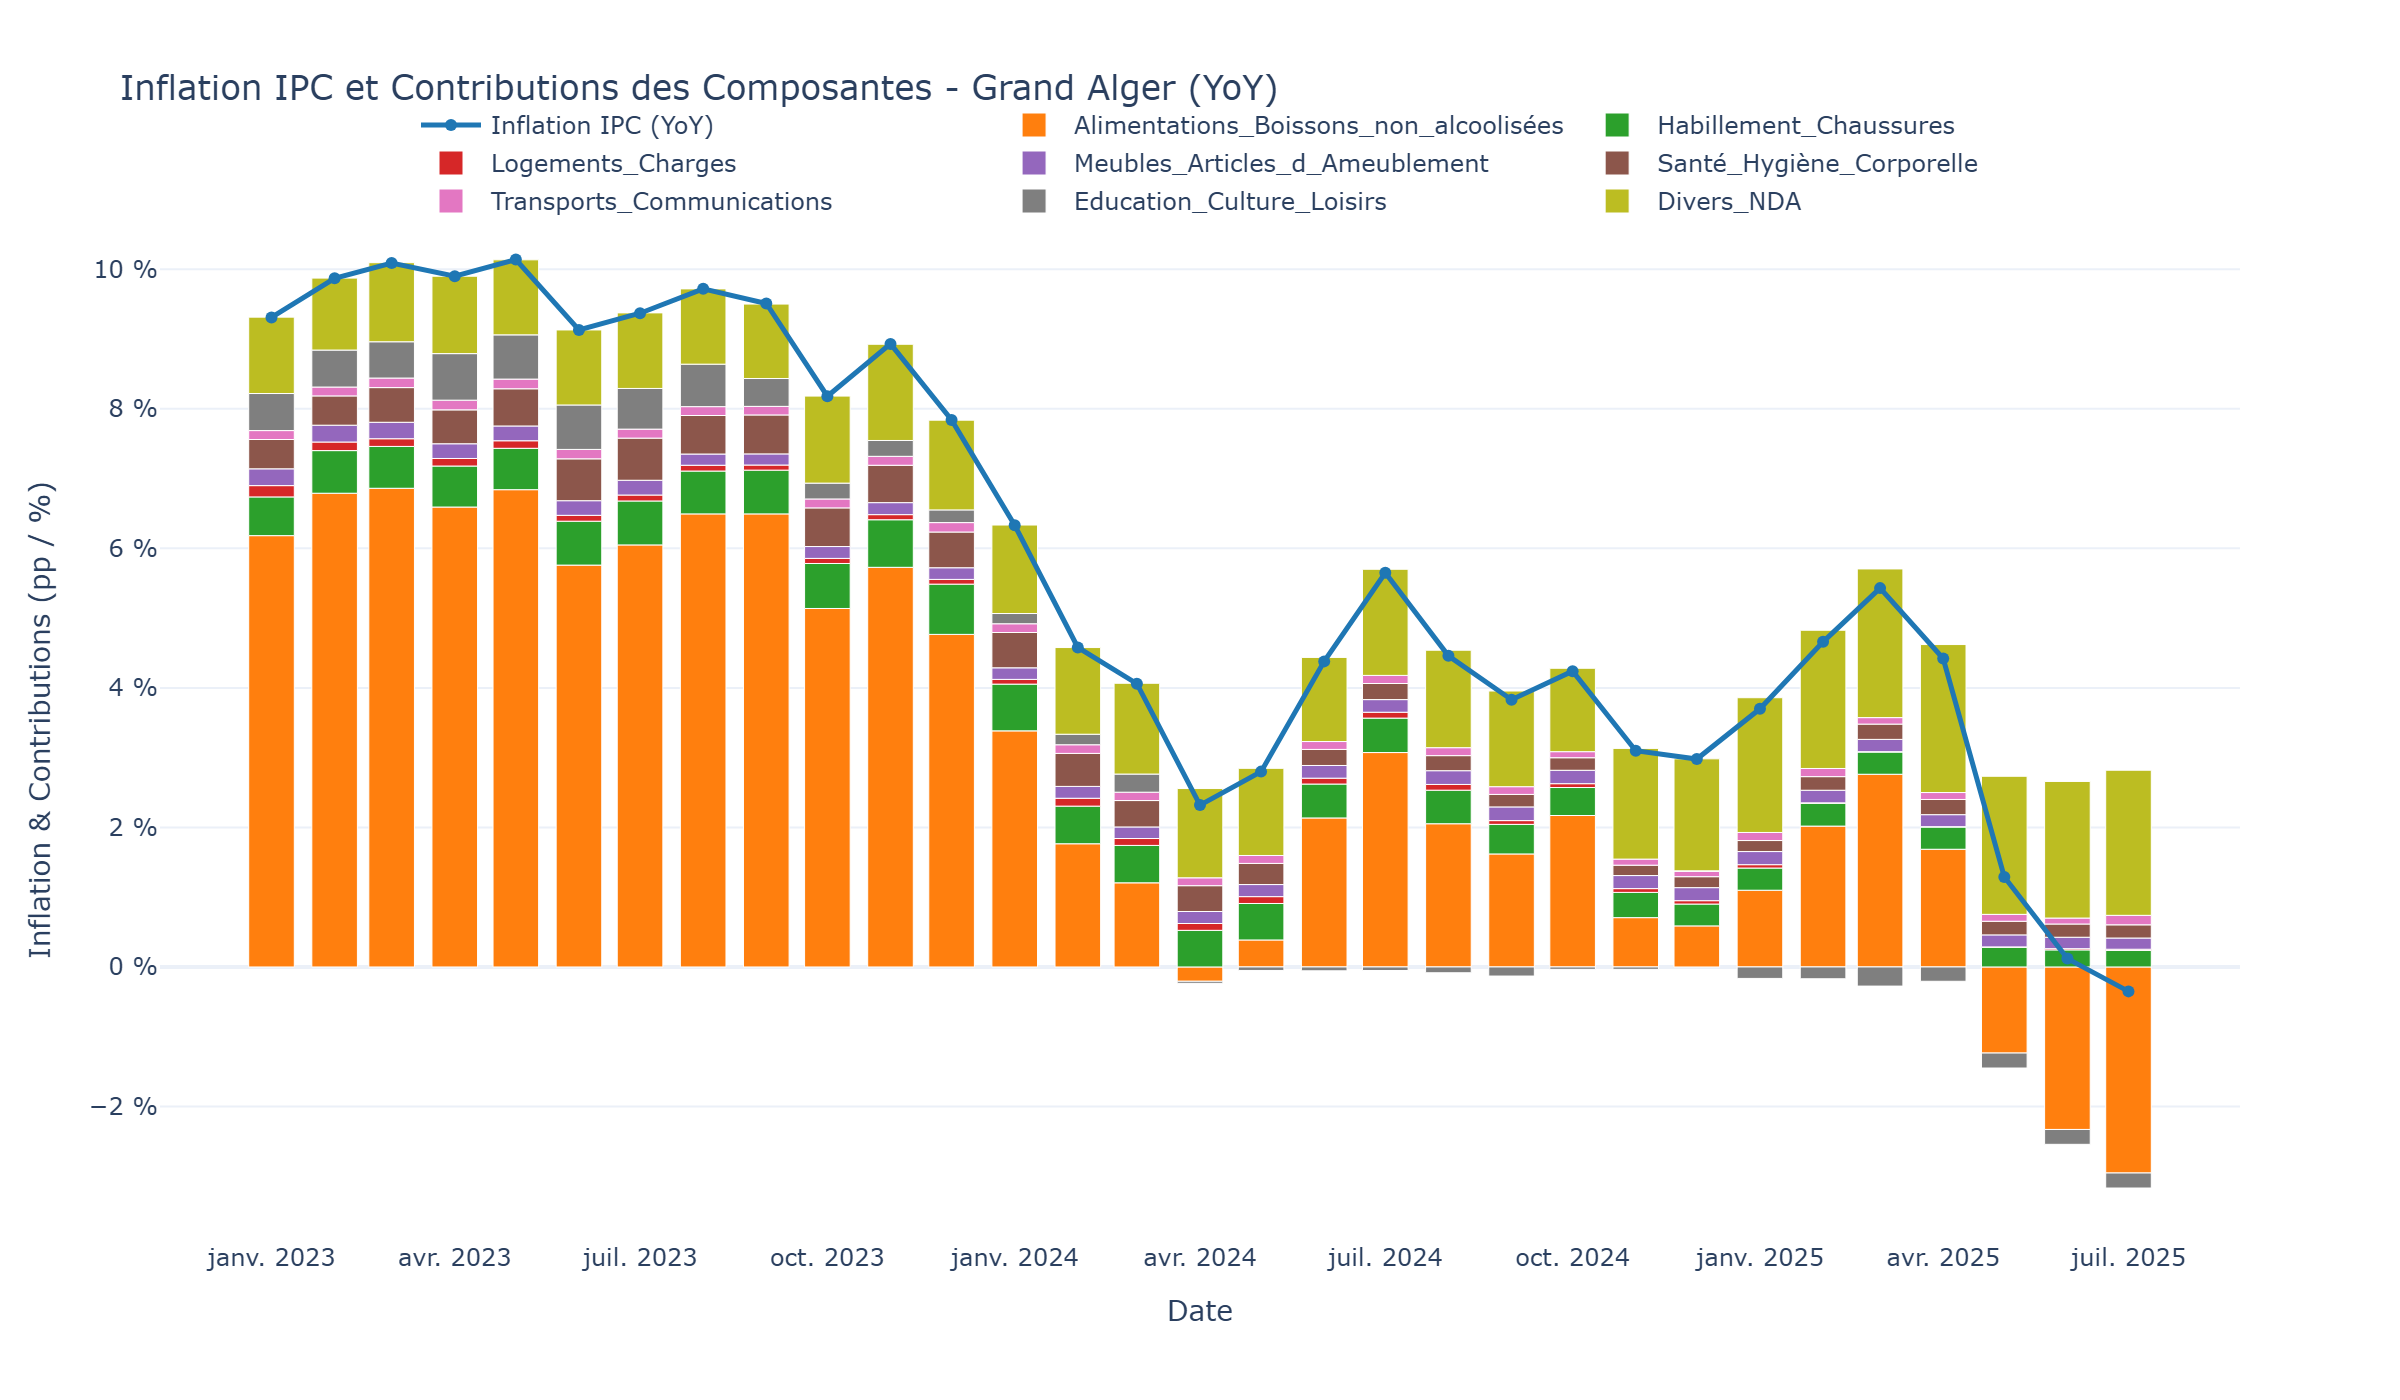 Inflation IPC et Contributions des Composantes - Grand Alger (YoY)
Inflation IPC (YoY)
Alimentations_Boissons_non_alcoolisées
Habillement_Chaussures
Logements_Charges
Meubles_Articles_d_Ameublement
Santé_Hygiène_Corporelle
Transports_Communications
Education_Culture_Loisirs
Divers_NDA
Inflation & Contributions (pp / %)
10 %
8 %
6 %
4 %
2 %
0 %
−2 %
janv. 2023
avr. 2023
juil. 2023
oct. 2023
janv. 2024
avr. 2024
juil. 2024
oct. 2024
janv. 2025
avr. 2025
juil. 2025
Date